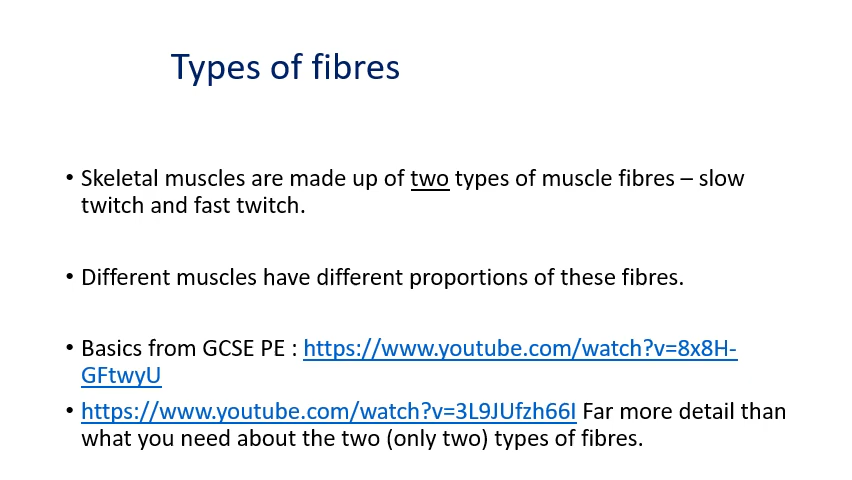 Types of fibres
• Skeletal muscles are made up of two types of muscle fibres – slow
twitch and fast twitch.
• Different muscles have different proportions of these fibres.
• Basics from GCSE PE : https://www.youtube.com/watch?v=8x8H-
GFtwyU
• https://www.youtube.com/watch?v=3L9JUfzh66I Far more detail than
what you need about the two (only two) types of fibres.